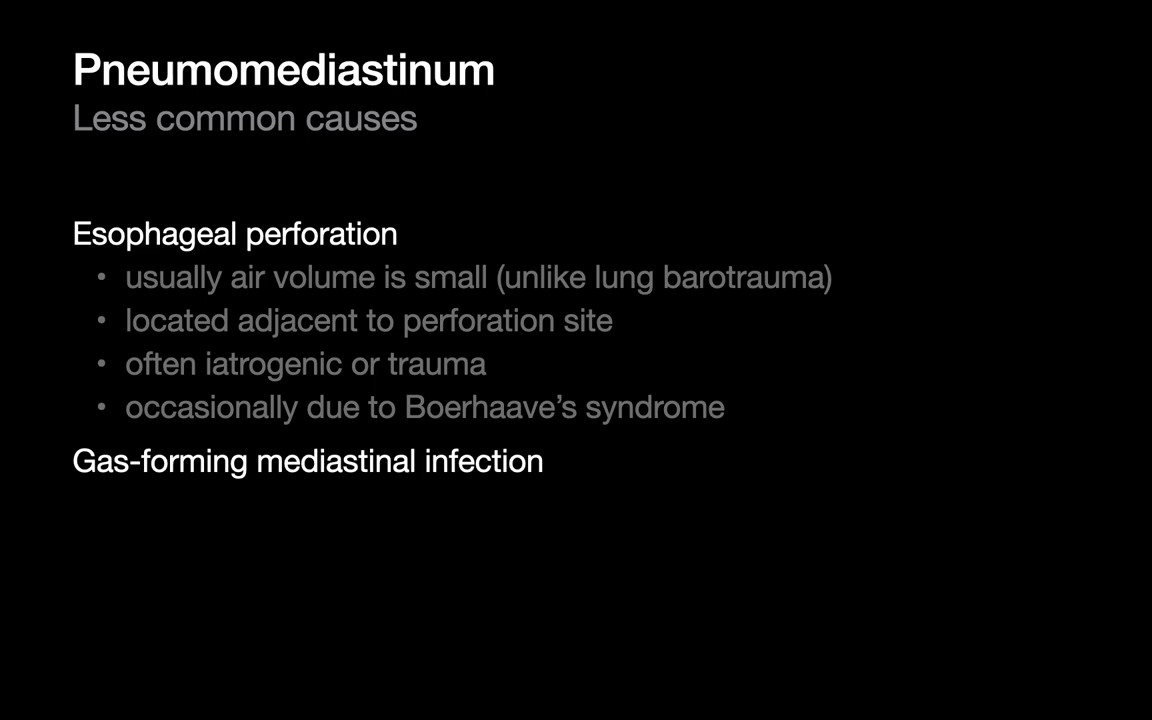 Pneumomediastinum
Less common causes
Esophageal perforation
• usually air volume is small (unlike lung barotrauma)
• located adjacent to perforation site
• often iatrogenic or trauma
• occasionally due to Boerhaave’s syndrome
Gas-forming mediastinal infection